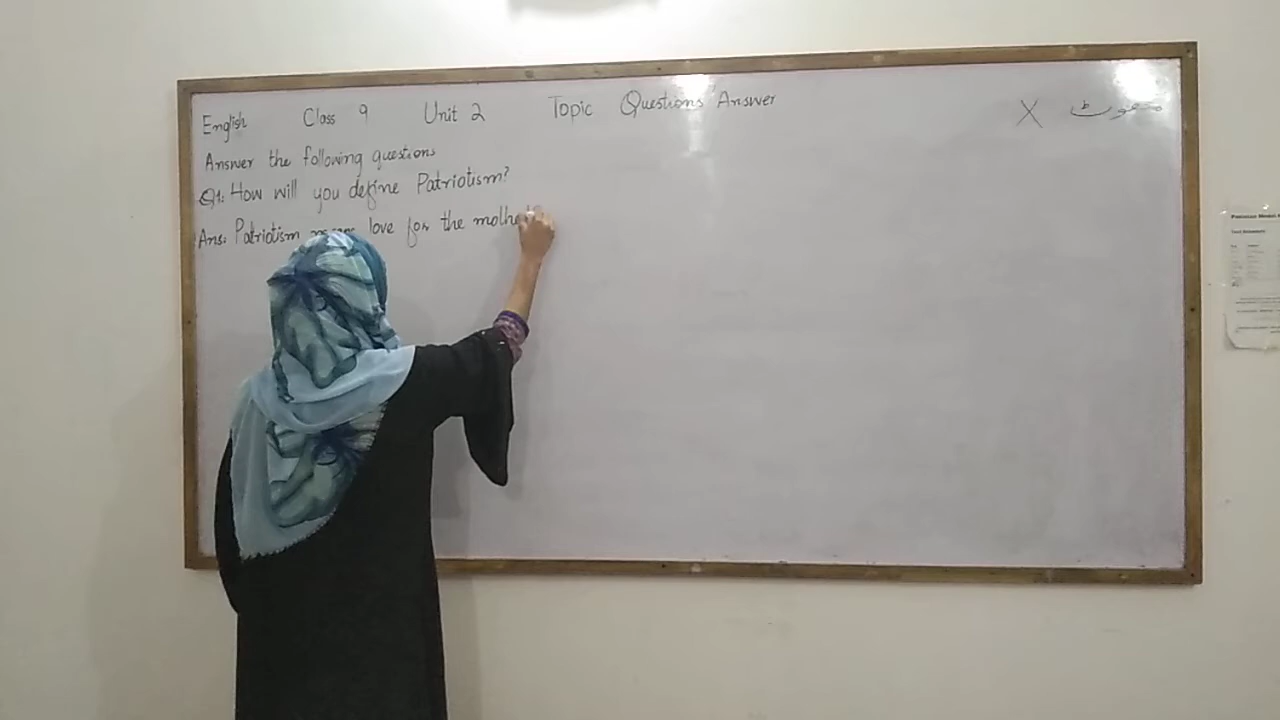 English Class 9 Unit 2 Topic Questions Answer X
Answer the following questions
Q1: How will you define Patriotism?
Ans: Patriotism means love for the mothe